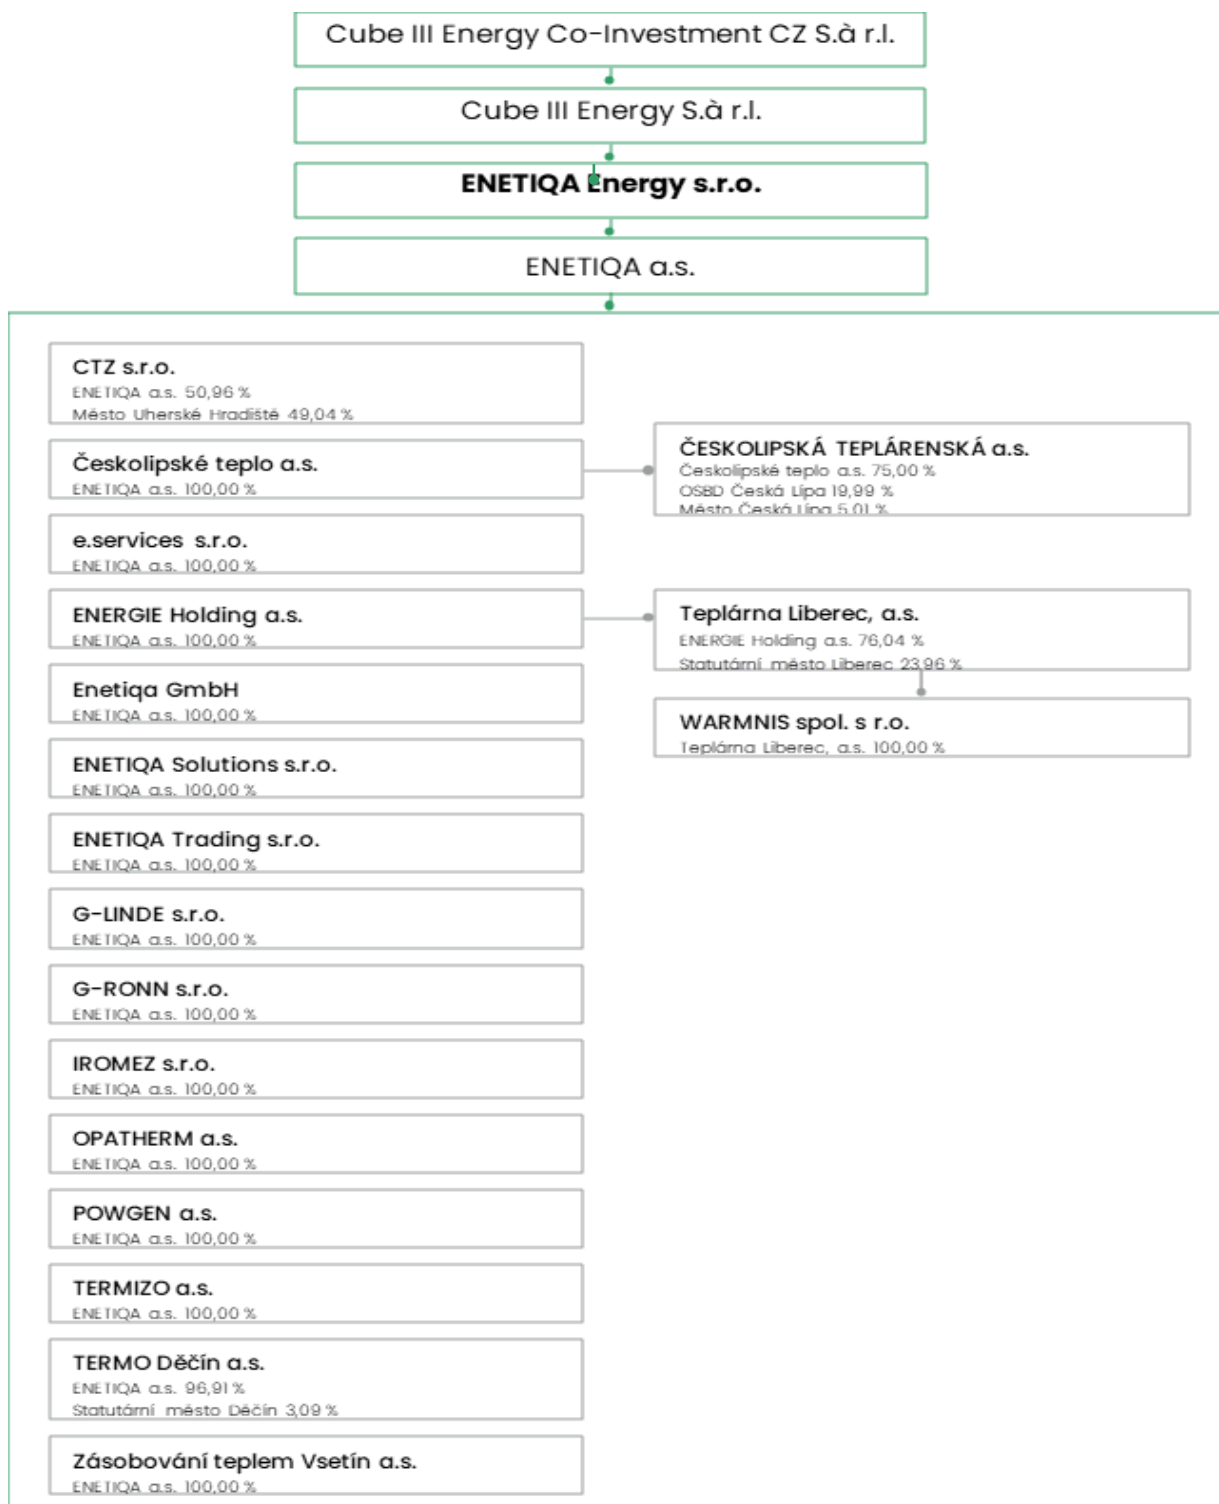 Cube III Energy Co-Investment CZ S.à r.l.
Cube III Energy S.à r.l.
ENETIQA Energy s.r.o.
ENETIQA a.s.
CTZ s.r.o.
ENETIQA a.s. 50,96 %
Město Uherské Hradiště 49,04 %
Českolipské teplo a.s.
ENETIQA a.s. 100,00 %
ČESKOLIPSKÁ TEPLÁRENSKÁ a.s.
Českolipské teplo a.s. 75,00 %
OSBD Česká Lípa 19,99 %
Město Česká Lípa 5,01 %
e.services s.r.o.
ENETIQA a.s. 100,00 %
ENERGIE Holding a.s.
ENETIQA a.s. 100,00 %
Teplárna Liberec, a.s.
ENERGIE Holding a.s. 76,04 %
Statutární město Liberec 23,96 %
WARMNIS spol. s r.o.
Teplárna Liberec, a.s. 100,00 %
Enetiqa GmbH
ENETIQA a.s. 100,00 %
ENETIQA Solutions s.r.o.
ENETIQA a.s. 100,00 %
ENETIQA Trading s.r.o.
ENETIQA a.s. 100,00 %
G-LINDE s.r.o.
ENETIQA a.s. 100,00 %
G-RONN s.r.o.
ENETIQA a.s. 100,00 %
IROMEZ s.r.o.
ENETIQA a.s. 100,00 %
OPATHERM a.s.
ENETIQA a.s. 100,00 %
POWGEN a.s.
ENETIQA a.s. 100,00 %
TERMIZO a.s.
ENETIQA a.s. 100,00 %
TERMO Děčín a.s.
ENETIQA a.s. 96,91 %
Statutární město Děčín 3,09 %
Zásobování teplem Vsetín a.s.
ENETIQA a.s. 100,00 %